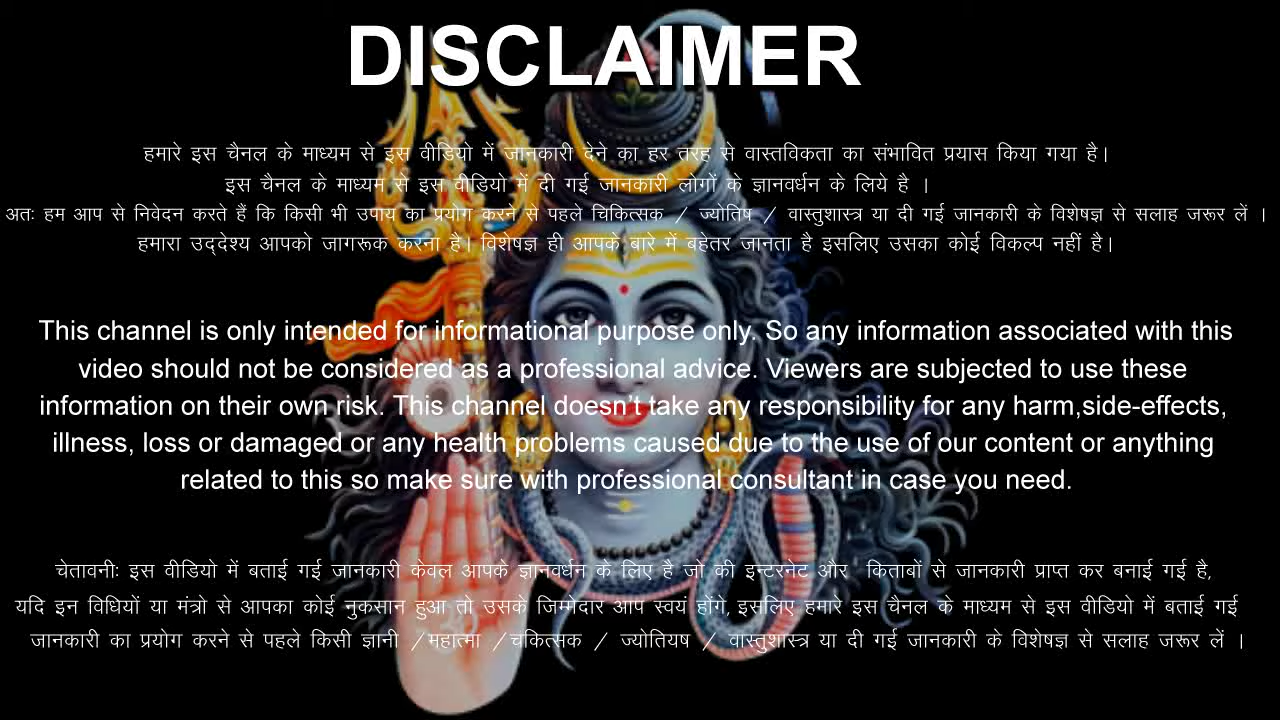 DISCLAIMER
हमारे इस चैनल के माध्यम से इस वीडियो में जानकारी देने का हर तरह से वास्तविकता का संभावित प्रयास किया गया है।
इस चैनल के माध्यम से इस वीडियो में दी गई जानकारी लोगों के ज्ञानवर्धन के लिये है ।
अतः हम आप से निवेदन करते हैं कि किसी भी उपाय का प्रयोग करने से पहले चिकित्सक / ज्योतिष / वास्तुशास्त्र या दी गई जानकारी के विशेषज्ञ से सलाह जरूर लें ।
हमारा उद्देश्य आपको जागरूक करना है। विशेषज्ञ ही आपके बारे में बहेतर जानता है इसलिए उसका कोई विकल्प नहीं है।
This channel is only intended for informational purpose only. So any information associated with this
video should not be considered as a professional advice. Viewers are subjected to use these
information on their own risk. This channel doesn't take any responsibility for any harm,side-effects,
illness, loss or damaged or any health problems caused due to the use of our content or anything
related to this so make sure with professional consultant in case you need.
चेतावनीः इस वीडियो में बताई गई जानकारी केवल आपके ज्ञानवर्धन के लिए है जो की इन्टरनेट और किताबों से जानकारी प्राप्त कर बनाई गई है,
यदि इन विधियों या मंत्रो से आपका कोई नुकसान हुआ तो उसके जिम्मेदार आप स्वयं होंगे, इसलिए हमारे इस चैनल के माध्यम से इस वीडियो में बताई गई
जानकारी का प्रयोग करने से पहले किसी ज्ञानी /महात्मा /चकित्सक / ज्योतियष / वास्तुशास्त्र या दी गई जानकारी के विशेषज्ञ से सलाह जरूर लें ।